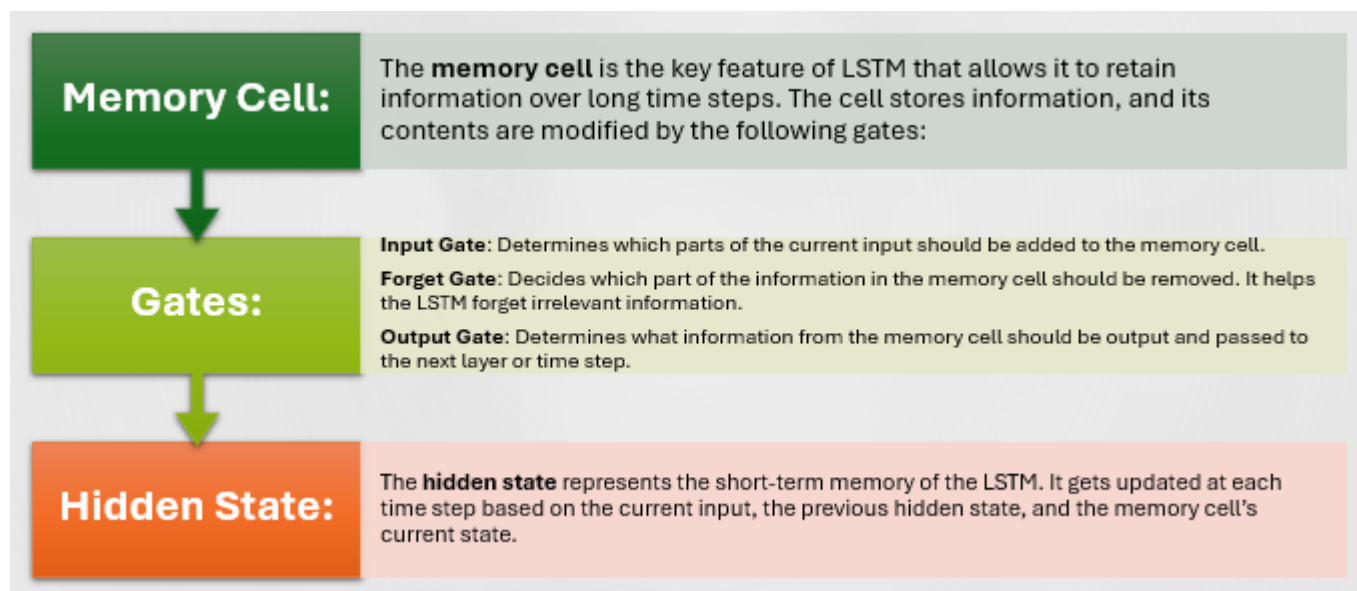 Memory Cell:
The memory cell is the key feature of LSTM that allows it to retain
information over long time steps. The cell stores information, and its
contents are modified by the following gates:
Gates:
Input Gate: Determines which parts of the current input should be added to the memory cell.
Forget Gate: Decides which part of the information in the memory cell should be removed. It helps
the LSTM forget irrelevant information.
Output Gate: Determines what information from the memory cell should be output and passed to
the next layer or time step.
Hidden State:
The hidden state represents the short-term memory of the LSTM. It gets updated at each
time step based on the current input, the previous hidden state, and the memory cell’s
current state.